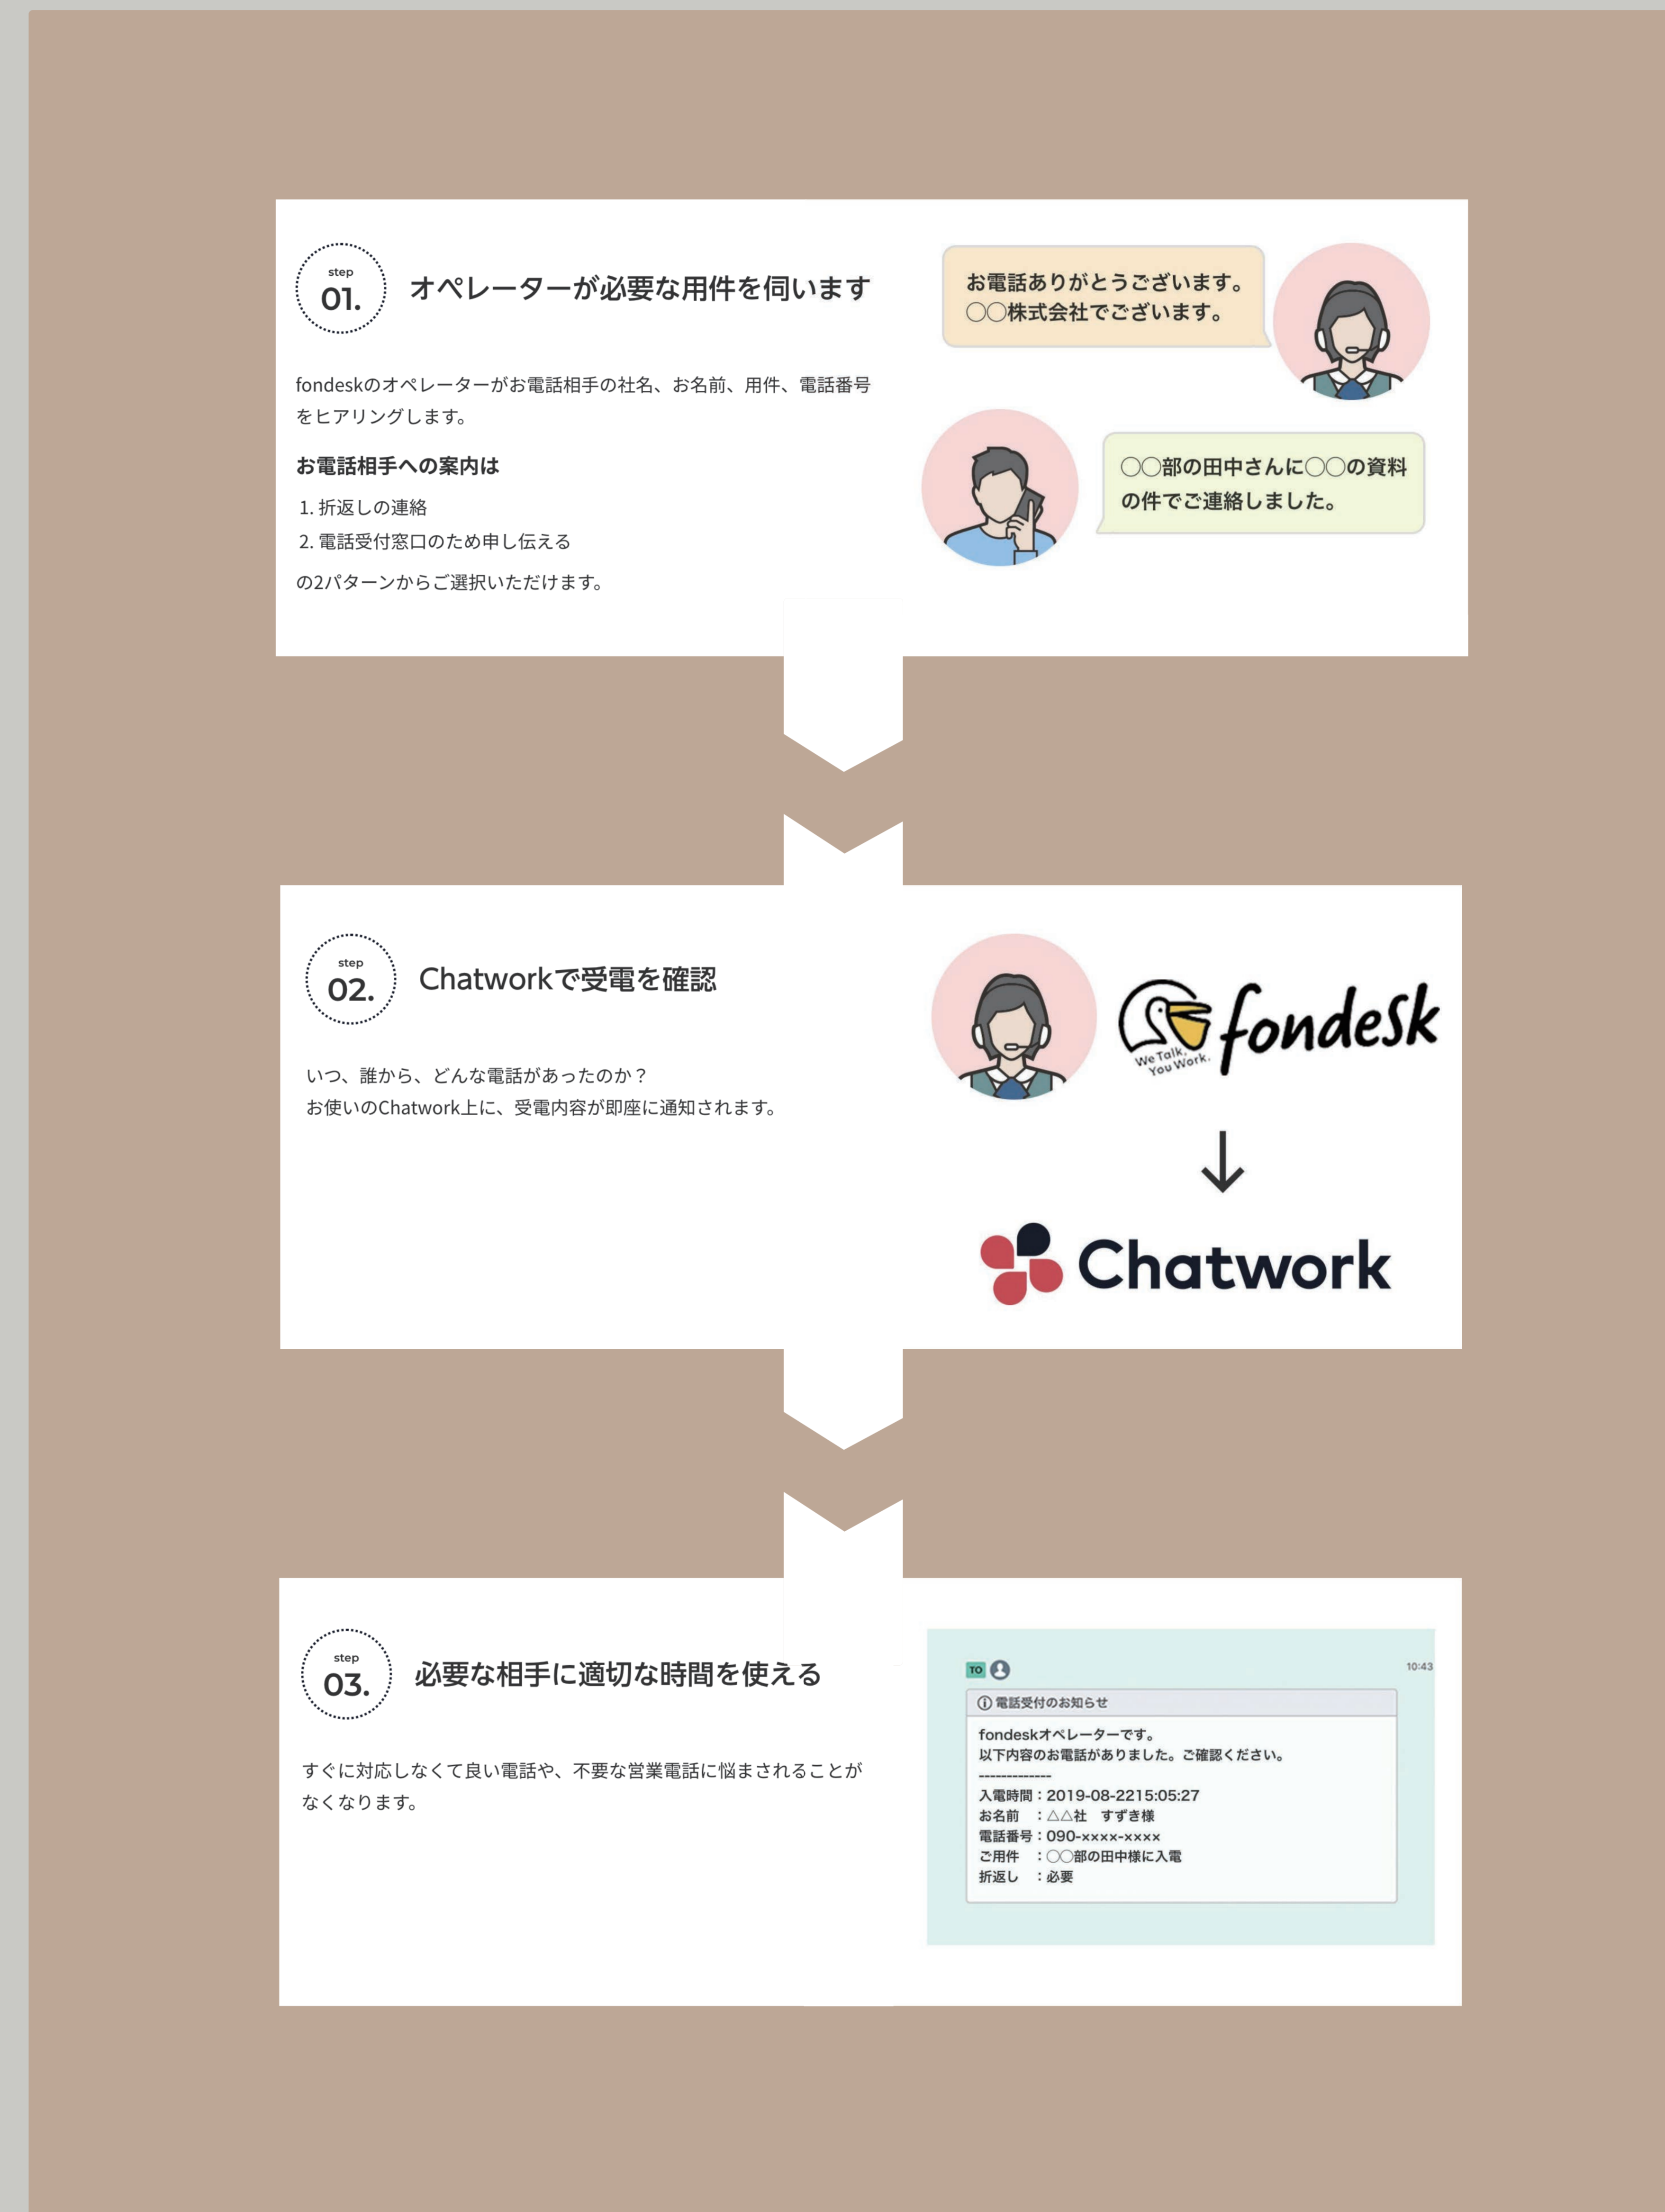 step
01.
オペレーターが必要な用件を伺います
fondeskのオペレーターがお電話相手の社名、お名前、用件、電話番号
をヒアリングします。
お電話相手への案内は
1. 折返しの連絡
2. 電話受付窓口のため申し伝える
の2パターンからご選択いただけます。
お電話ありがとうございます。
○○株式会社でございます。
○○部の田中さんに○○の資料
の件でご連絡しました。
step
02.
Chatworkで受電を確認
いつ、誰から、どんな電話があったのか？
お使いのChatwork上に、受電内容が即座に通知されます。
We Talk,
You Work.
fondesk
Chatwork
step
03.
必要な相手に適切な時間を使える
すぐに対応しなくて良い電話や、不要な営業電話に悩まされることが
なくなります。
TO
10:43
電話受付のお知らせ
fondeskオペレーターです。
以下内容のお電話がありました。ご確認ください。
-------------
入電時間：2019-08-2215:05:27
お名前　：△△社　すずき様
電話番号：090-××××-××××
ご用件　：○○部の田中様に入電
折返し　：必要